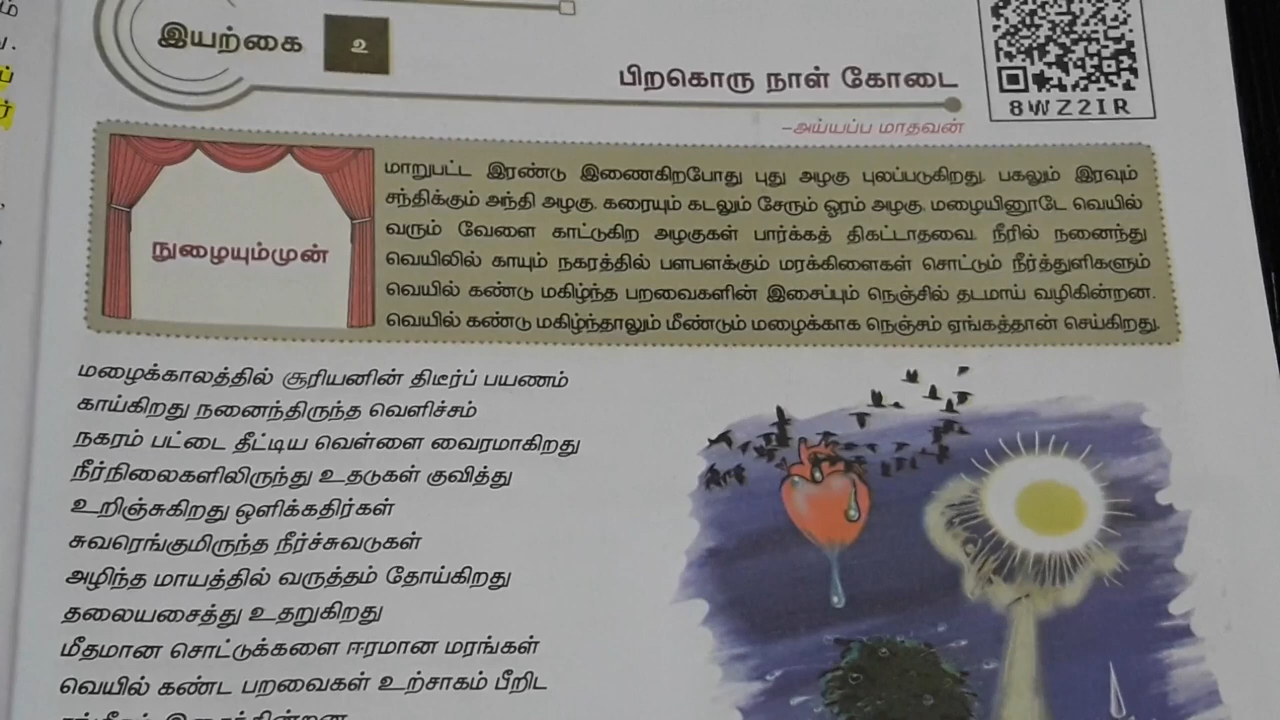 இயற்கை
உ
பிறகொரு நாள் கோடை
–அய்யப்ப மாதவன்
8WZ2IR
நுழையும்முன்
மாறுபட்ட இரண்டு இணைகிறபோது புது அழகு புலப்படுகிறது. பகலும் இரவும்
சந்திக்கும் அந்தி அழகு. கரையும் கடலும் சேரும் ஓரம் அழகு. மழையினூடே வெயில்
வரும் வேளை காட்டுகிற அழகுகள் பார்க்கத் திகட்டாதவை. நீரில் நனைந்து
வெயிலில் காயும் நகரத்தில் பளபளக்கும் மரக்கிளைகள் சொட்டும் நீர்த்துளிகளும்
வெயில் கண்டு மகிழ்ந்த பறவைகளின் இசைப்பும் நெஞ்சில் தடமாய் வழிகின்றன.
வெயில் கண்டு மகிழ்ந்தாலும் மீண்டும் மழைக்காக நெஞ்சம் ஏங்கத்தான் செய்கிறது.
மழைக்காலத்தில் சூரியனின் திடீர்ப் பயணம்
காய்கிறது நனைந்திருந்த வெளிச்சம்
நகரம் பட்டை தீட்டிய வெள்ளை வைரமாகிறது
நீர்நிலைகளிலிருந்து உதடுகள் குவித்து
உறிஞ்சுகிறது ஒளிக்கதிர்கள்
சுவரெங்குமிருந்த நீர்ச்சுவடுகள்
அழிந்த மாயத்தில் வருத்தம் தோய்கிறது
தலையசைத்து உதறுகிறது
மீதமான சொட்டுக்களை ஈரமான மரங்கள்
வெயில் கண்ட பறவைகள் உற்சாகம் பீறிட